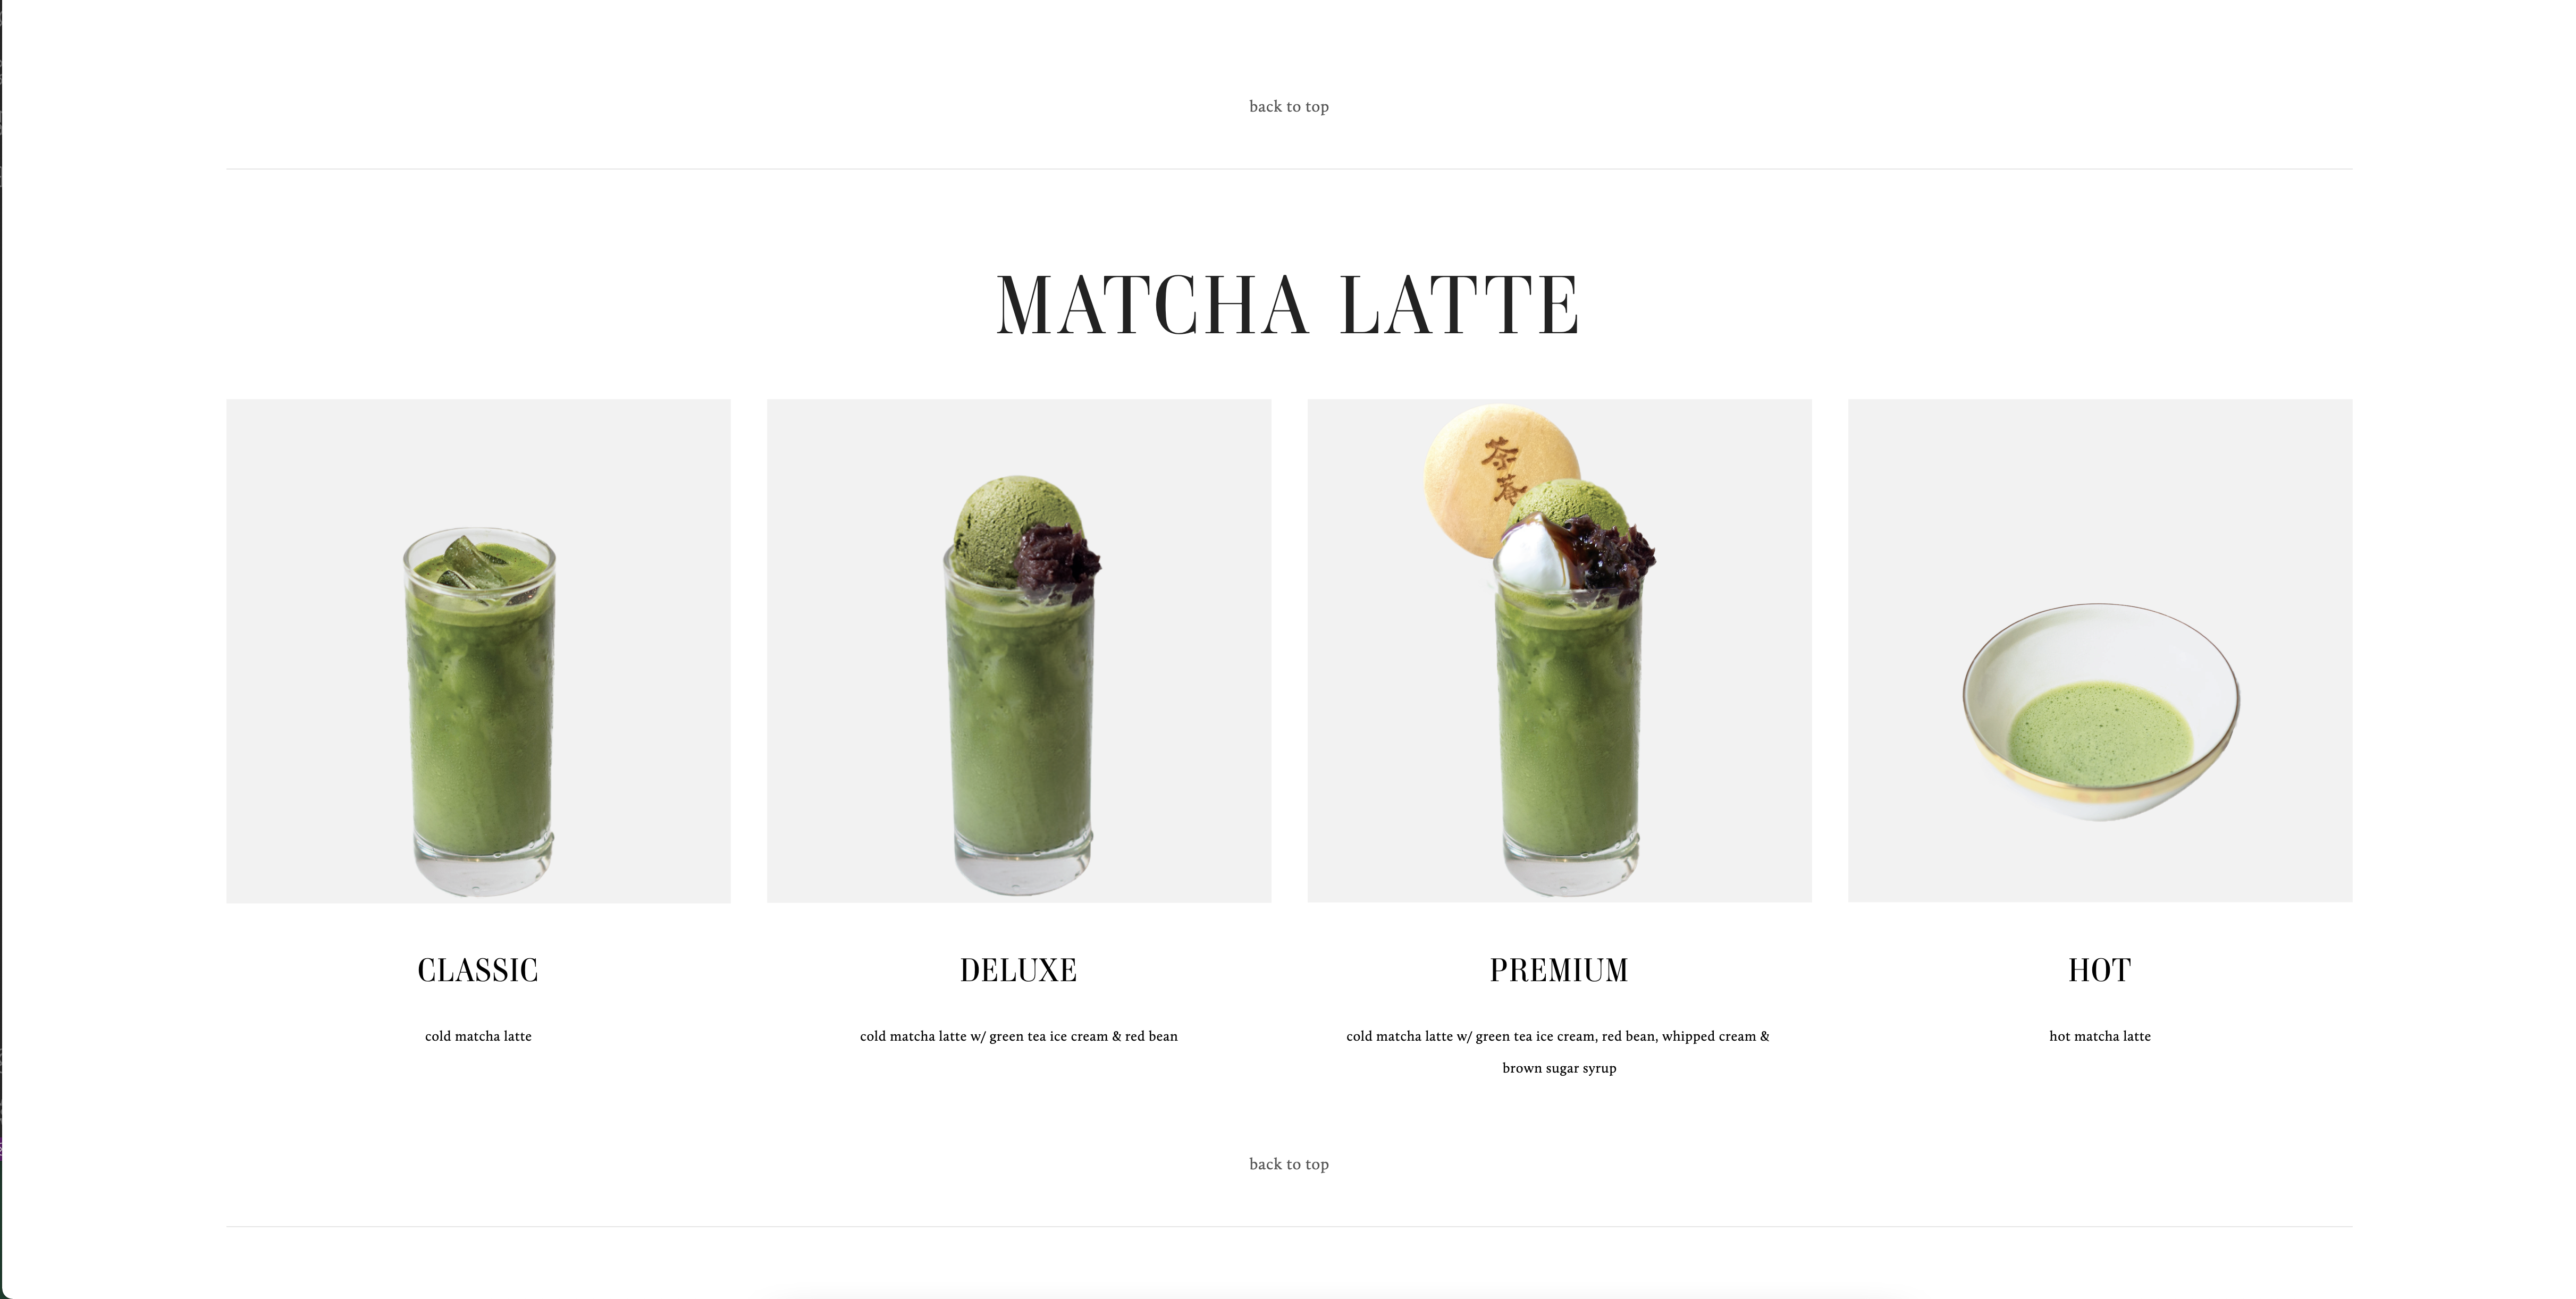 back to top
MATCHA LATTE
茶
菴
CLASSIC
cold matcha latte
DELUXE
cold matcha latte w/ green tea ice cream & red bean
PREMIUM
cold matcha latte w/ green tea ice cream, red bean, whipped cream &
brown sugar syrup
HOT
hot matcha latte
back to top